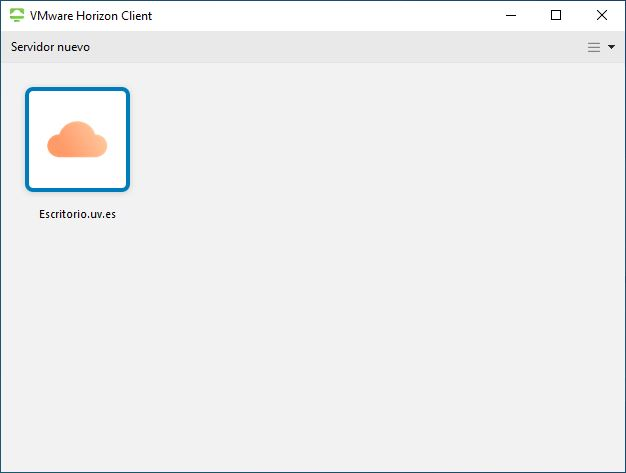 VMware Horizon Client
Servidor nuevo
Escritorio.uv.es